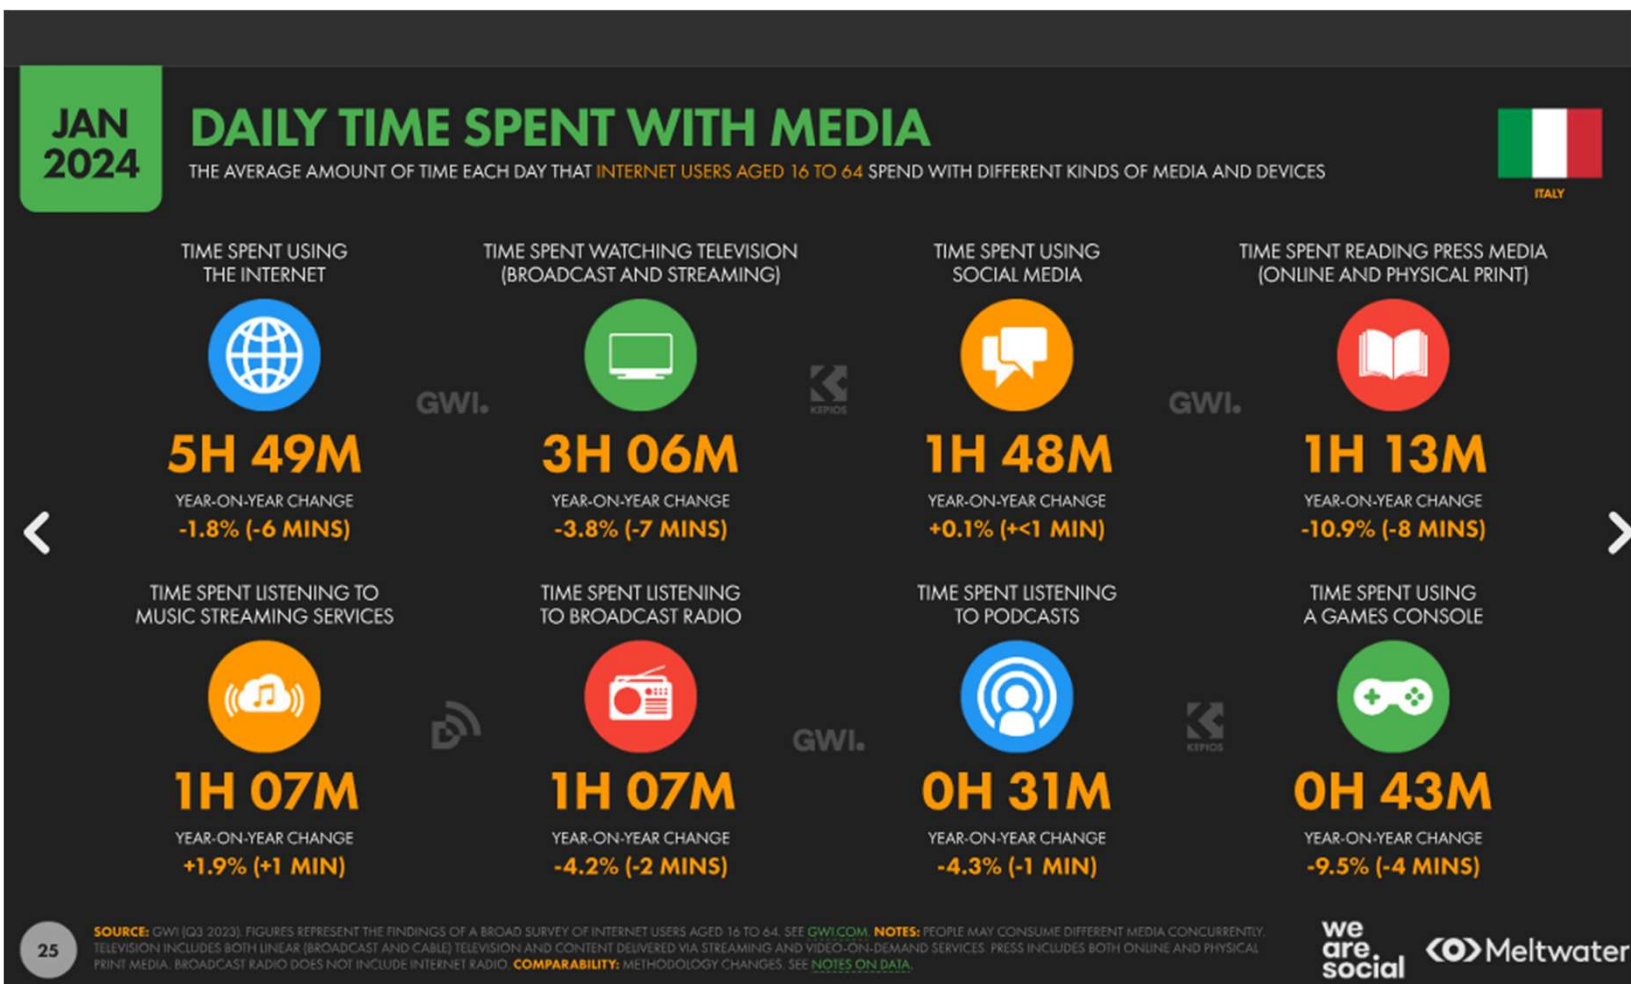 JAN
2024
DAILY TIME SPENT WITH MEDIA
THE AVERAGE AMOUNT OF TIME EACH DAY THAT INTERNET USERS AGED 16 TO 64 SPEND WITH DIFFERENT KINDS OF MEDIA AND DEVICES
ITALY
TIME SPENT USING
THE INTERNET
5H 49M
YEAR-ON-YEAR CHANGE
-1.8% (-6 MINS)
TIME SPENT WATCHING TELEVISION
(BROADCAST AND STREAMING)
3H 06M
YEAR-ON-YEAR CHANGE
-3.8% (-7 MINS)
TIME SPENT USING
SOCIAL MEDIA
1H 48M
YEAR-ON-YEAR CHANGE
+0.1% (+<1 MIN)
TIME SPENT READING PRESS MEDIA
(ONLINE AND PHYSICAL PRINT)
1H 13M
YEAR-ON-YEAR CHANGE
-10.9% (-8 MINS)
GWI.
KEPIOS
GWI.
TIME SPENT LISTENING TO
MUSIC STREAMING SERVICES
1H 07M
YEAR-ON-YEAR CHANGE
+1.9% (+1 MIN)
TIME SPENT LISTENING
TO BROADCAST RADIO
1H 07M
YEAR-ON-YEAR CHANGE
-4.2% (-2 MINS)
TIME SPENT LISTENING
TO PODCASTS
0H 31M
YEAR-ON-YEAR CHANGE
-4.3% (-1 MIN)
TIME SPENT USING
A GAMES CONSOLE
0H 43M
YEAR-ON-YEAR CHANGE
-9.5% (-4 MINS)
GWI.
KEPIOS
25
SOURCE: GWI (Q3 2023). FIGURES REPRESENT THE FINDINGS OF A BROAD SURVEY OF INTERNET USERS AGED 16 TO 64. SEE GWI.COM. NOTES: PEOPLE MAY CONSUME DIFFERENT MEDIA CONCURRENTLY.
TELEVISION INCLUDES BOTH LINEAR (BROADCAST AND CABLE) TELEVISION AND CONTENT DELIVERED VIA STREAMING AND VIDEO-ON-DEMAND SERVICES. PRESS INCLUDES BOTH ONLINE AND PHYSICAL
PRINT MEDIA. BROADCAST RADIO DOES NOT INCLUDE INTERNET RADIO. COMPARABILITY: METHODOLOGY CHANGES. SEE NOTES ON DATA.
we
are.
social
Meltwater